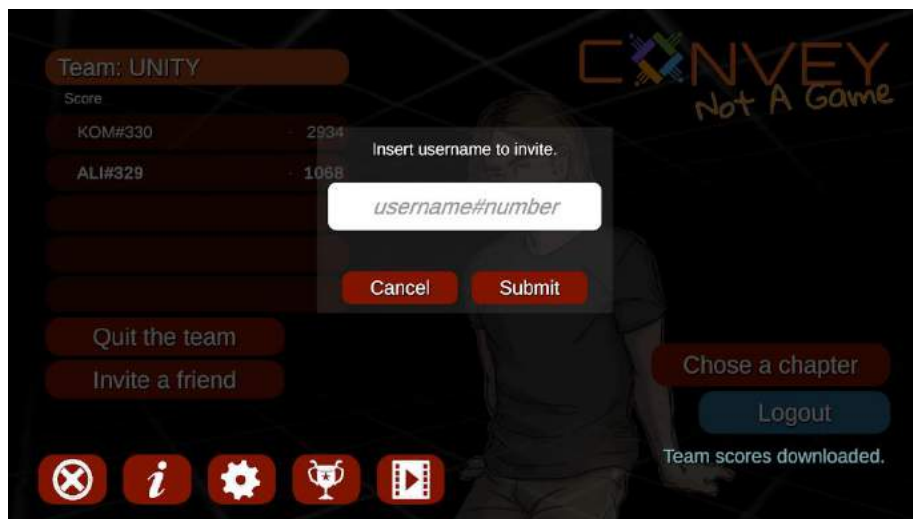 Team: UNITY
Score
KOM#330 · 2934
ALI#329 · 1068
CONVEY
Not A Game
Insert username to invite.
username#number
Cancel
Submit
Quit the team
Invite a friend
Chose a chapter
Logout
Team scores downloaded.
i